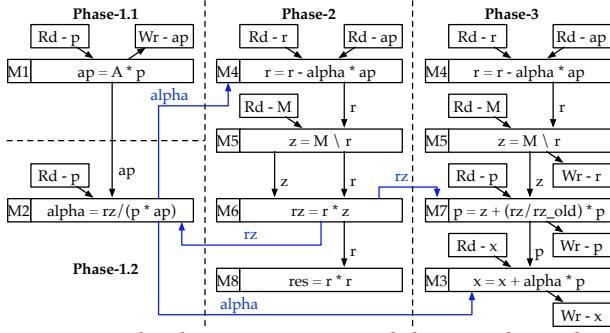 Phase-1.1 Phase-2 Phase-3
Rd - p Wr - ap Rd - r Rd - ap Rd - r Rd - ap
M1 ap = A * p M4 r = r - alpha * ap M4 r = r - alpha * ap
alpha r r
Rd - M Rd - M
M5 z = M \ r M5 z = M \ r
ap
Rd - p z r rz Rd - p z Wr - r
M2 alpha = rz/(p * ap) M6 rz = r * z M7 p = z + (rz/rz_old) * p
rz
Phase-1.2 r Rd - x p Wr - p
M8 res = r * r M3 x = x + alpha * p
alpha
Wr - x